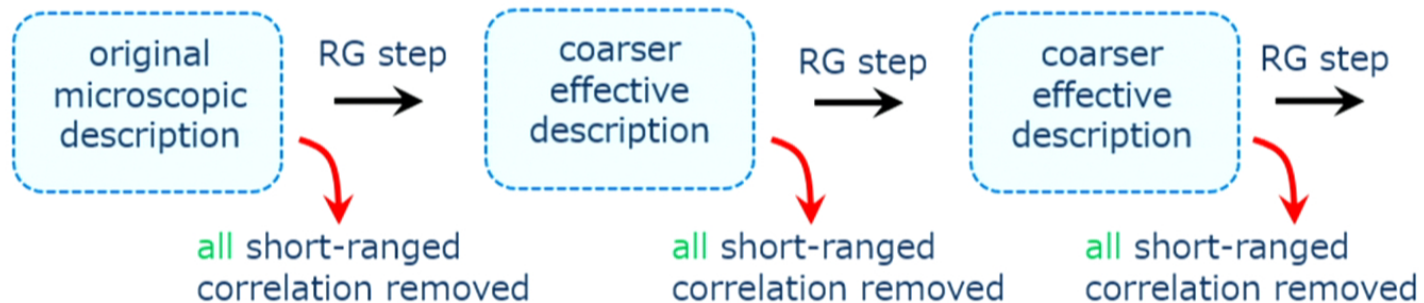 original
microscopic
description
RG step
coarser
effective
description
RG step
coarser
effective
description
RG step
all short-ranged
correlation removed
all short-ranged
correlation removed
all short-ranged
correlation removed